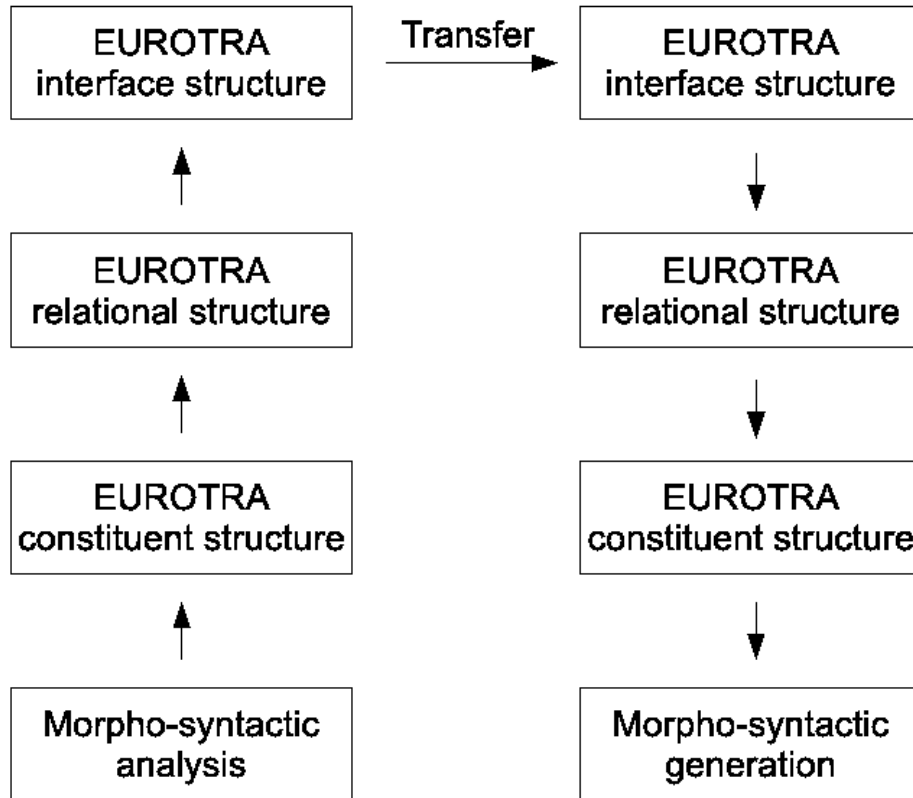 EUROTRA
interface structure
Transfer
EUROTRA
interface structure
EUROTRA
relational structure
EUROTRA
relational structure
EUROTRA
constituent structure
EUROTRA
constituent structure
Morpho-syntactic
analysis
Morpho-syntactic
generation